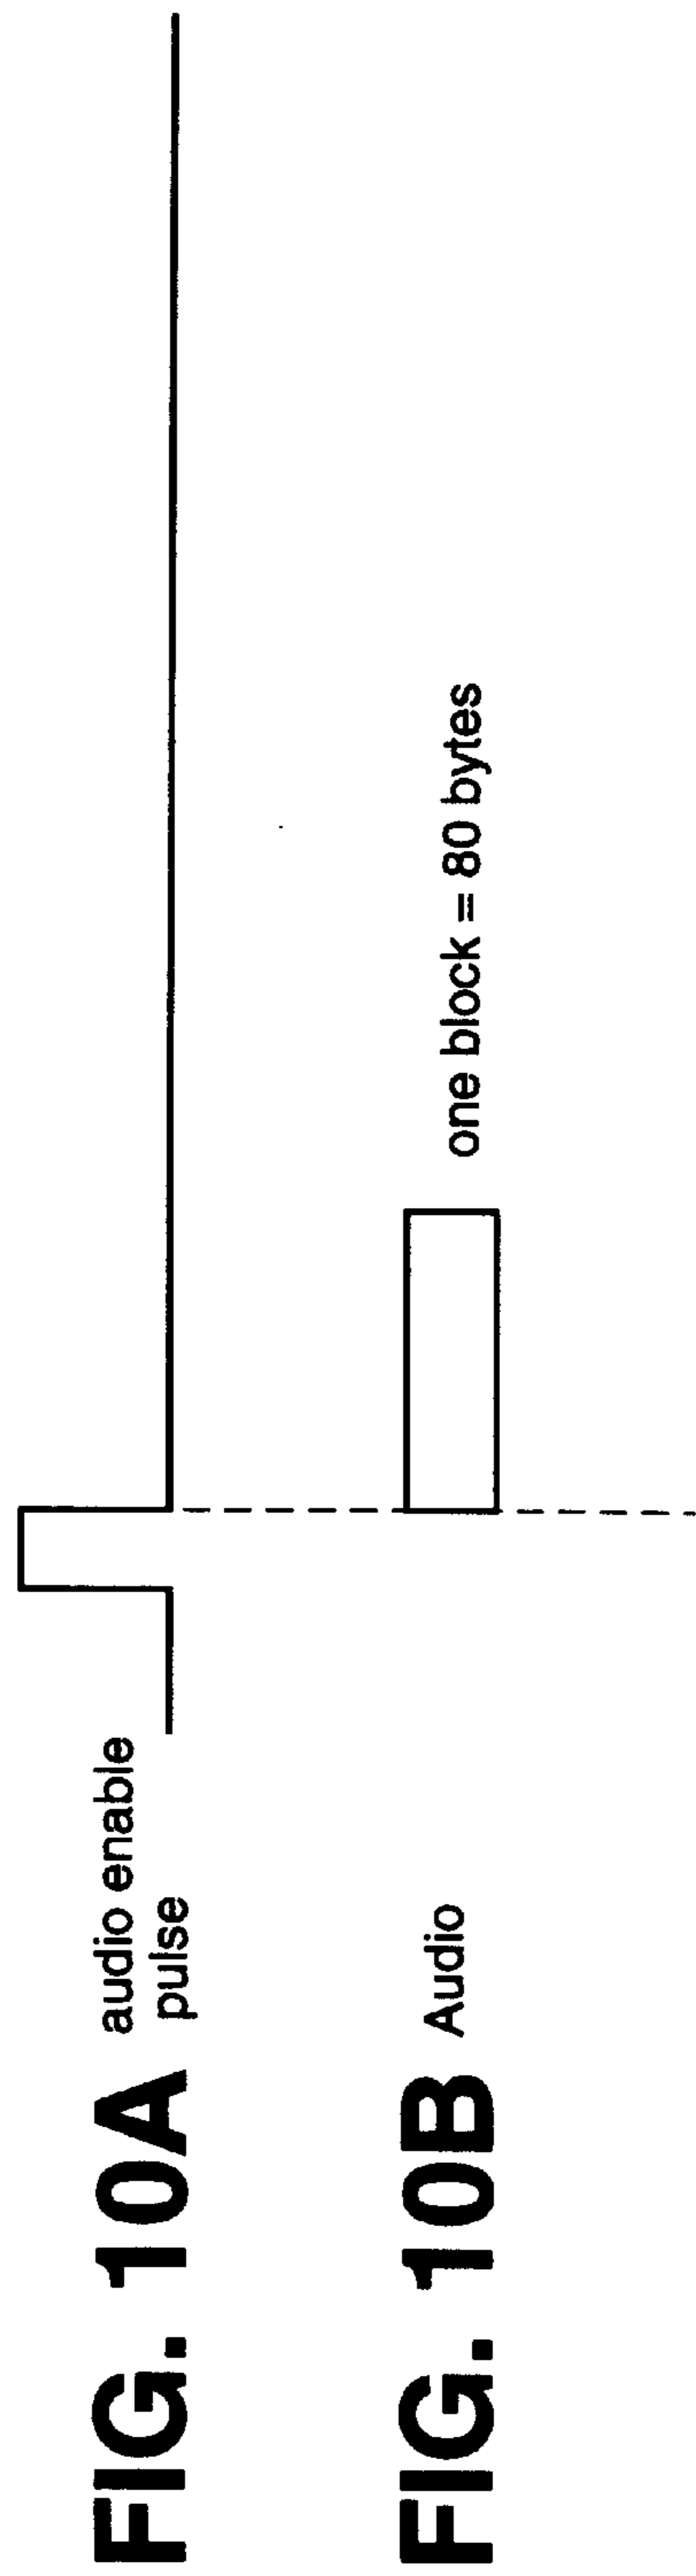 FIG. 10A audio enable
pulse
FIG. 10B Audio one block = 80 bytes